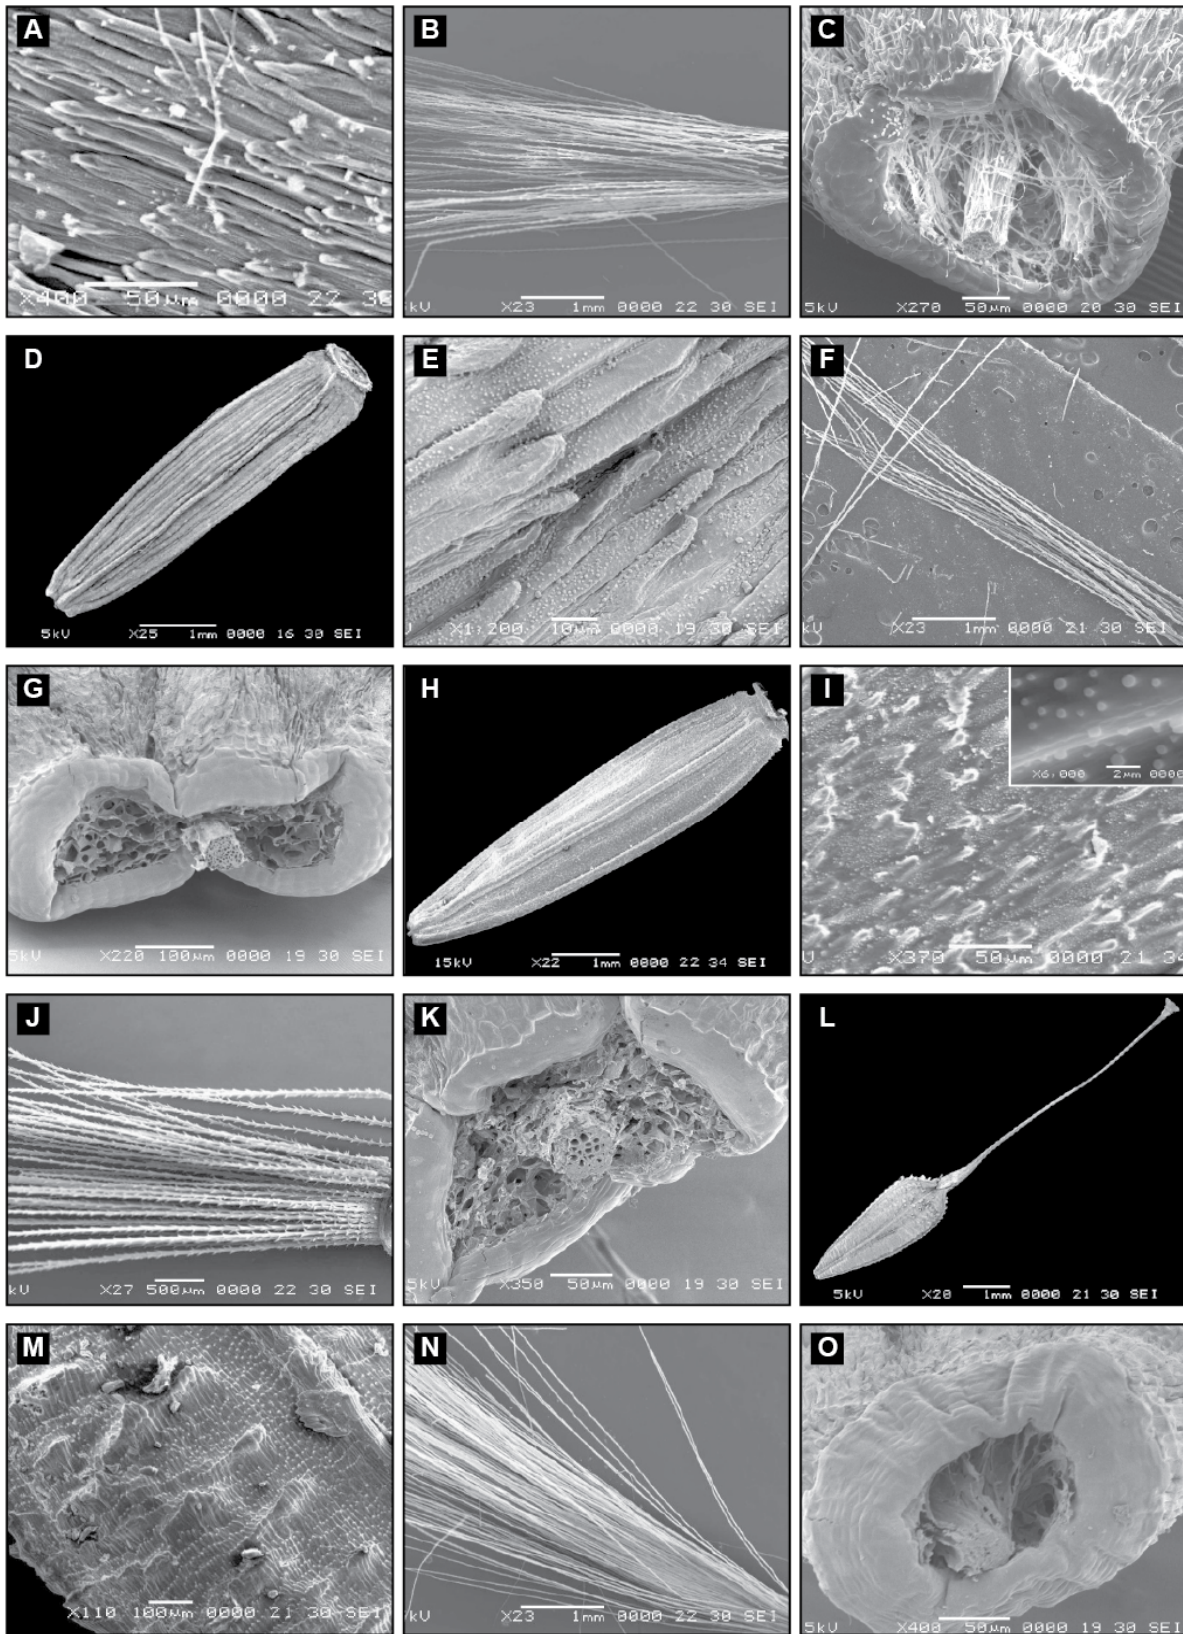 A
X400 50µm 0000 22 30
B
5kV X23 1mm 0000 22 30 SEI
C
5kV X270 50µm 0000 20 30 SEI
D
5kV X25 1mm 0000 16 30 SEI
E
X1,200 10µm 0000 19 30 SEI
F
kV X23 1mm 0000 21 30 SEI
G
5kV X220 100µm 0000 19 30 SEI
H
15kV X22 1mm 0000 22 34 SEI
I
X6,000 2µm 0000
X370 50µm 0000 21 34
J
kV X27 500µm 0000 22 30 SEI
K
5kV X350 50µm 0000 19 30 SEI
L
5kV X20 1mm 0000 21 30 SEI
M
X110 100µm 0000 21 30 SEI
N
kV X23 1mm 0000 22 30 SEI
O
5kV X400 50µm 0000 19 30 SEI